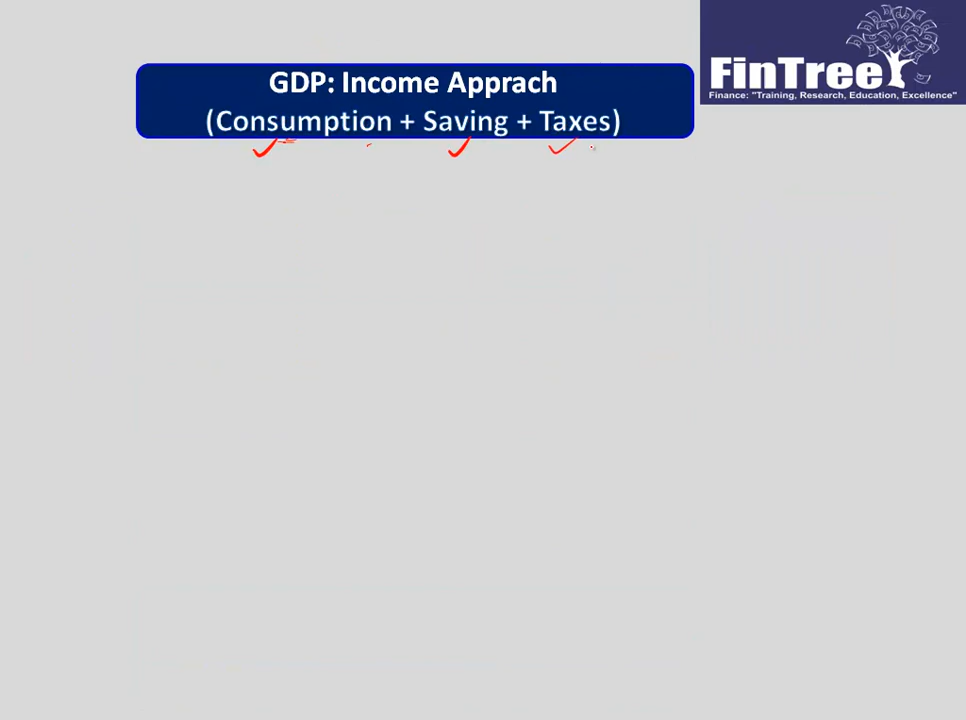 GDP: Income Apprach
(Consumption + Saving + Taxes)
FinTree
Finance: "Training, Research, Education, Excellence"